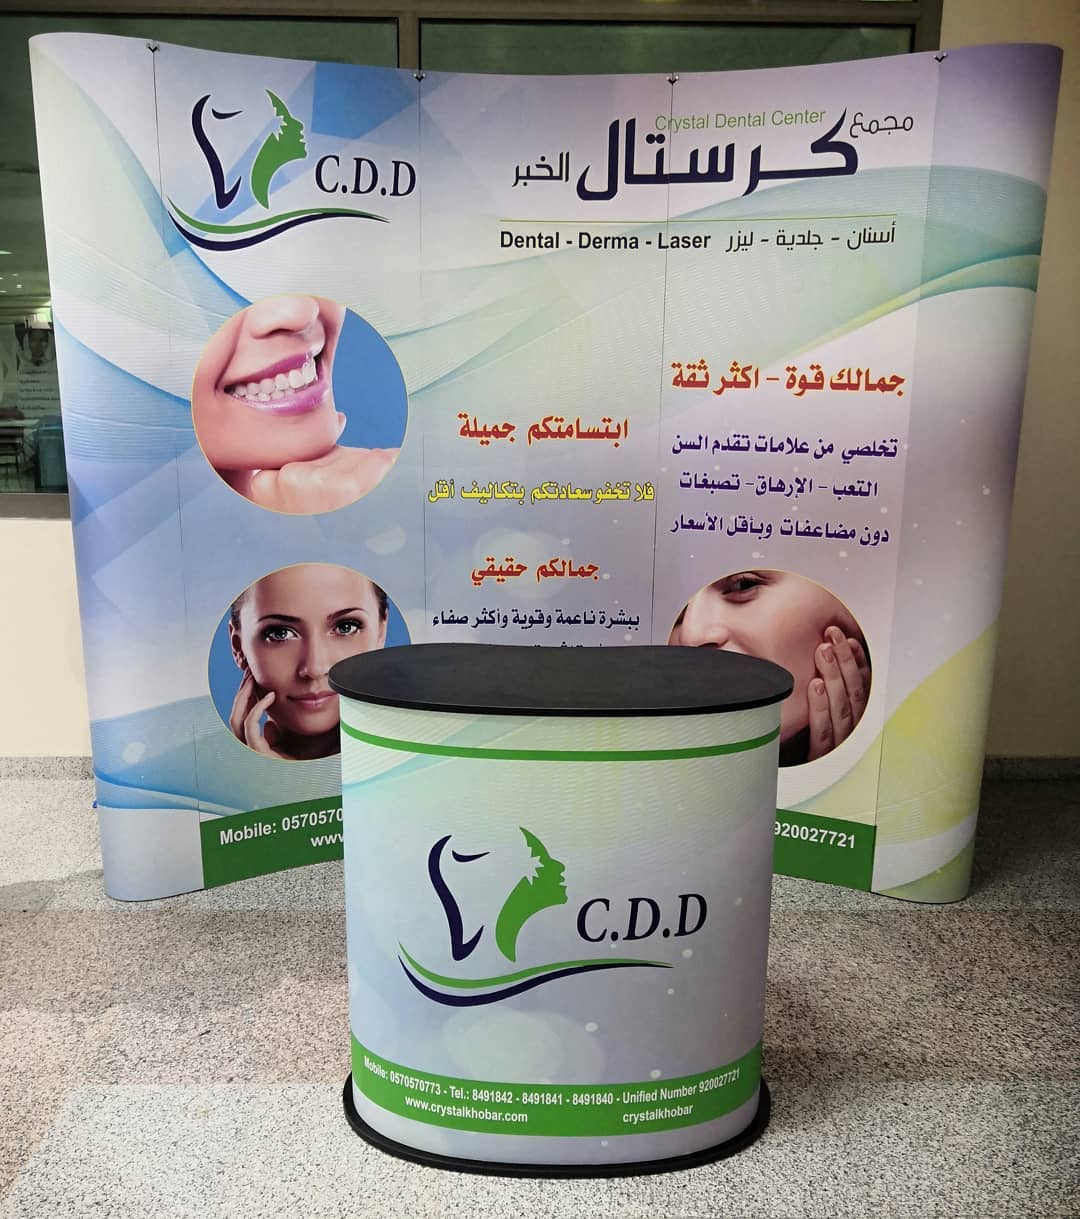 C.D.D
Crystal Dental Center
مجمع كرستال الخبر
Dental - Derma - Laser أسنان - جلدية - ليزر
ابتسامتكم جميلة
فلا تخفو سعادتكم بتكاليف أقل
جمالكم حقيقي
ببشرة ناعمة وقوية وأكثر صفاء
جمالك قوة - اكثر ثقة
تخلصي من علامات تقدم السن
التعب - الإرهاق - تصبغات
دون مضاعفات وبأقل الأسعار
Mobile: 0570570
www
920027721
C.D.D
Mobile: 0570570773 - Tel.: 8491842 - 8491841 - 8491840 - Unified Number 920027721
www.crystalkhobar.com crystalkhobar